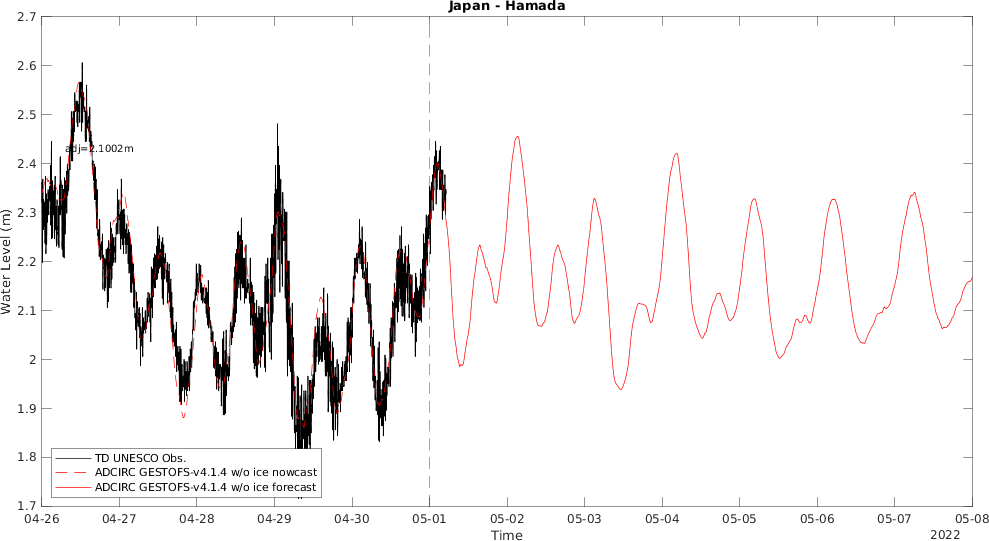 Japan - Hamada
2.7
2.6
2.5
2.4
2.3
2.2
2.1
2
1.9
1.8
1.7
Water Level (m)
adj=2.1002m
TD UNESCO Obs.
ADCIRC GESTOFS-v4.1.4 w/o ice nowcast
ADCIRC GESTOFS-v4.1.4 w/o ice forecast
04-26 04-27 04-28 04-29 04-30 05-01 05-02 05-03 05-04 05-05 05-06 05-07 05-08
Time
2022